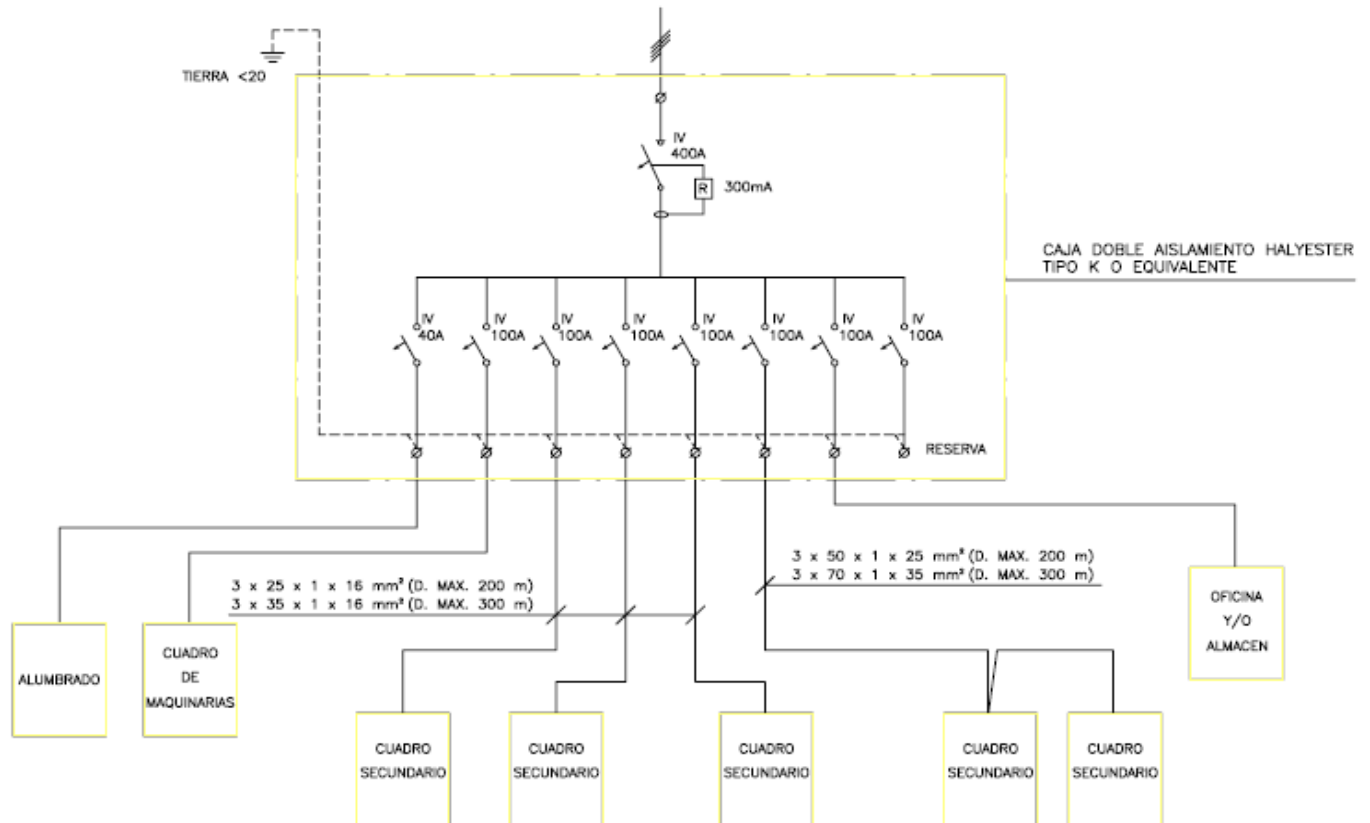 TIERRA <20
IV
400A
R
300mA
CAJA DOBLE AISLAMIENTO HALYESTER
TIPO K O EQUIVALENTE
IV
40A
IV
100A
IV
100A
IV
100A
IV
100A
IV
100A
IV
100A
IV
100A
RESERVA
3 x 25 x 1 x 16 mm² (D. MAX. 200 m)
3 x 35 x 1 x 16 mm² (D. MAX. 300 m)
3 x 50 x 1 x 25 mm² (D. MAX. 200 m)
3 x 70 x 1 x 35 mm² (D. MAX. 300 m)
ALUMBRADO
CUADRO
DE
MAQUINARIAS
OFICINA
Y/O
ALMACEN
CUADRO
SECUNDARIO
CUADRO
SECUNDARIO
CUADRO
SECUNDARIO
CUADRO
SECUNDARIO
CUADRO
SECUNDARIO